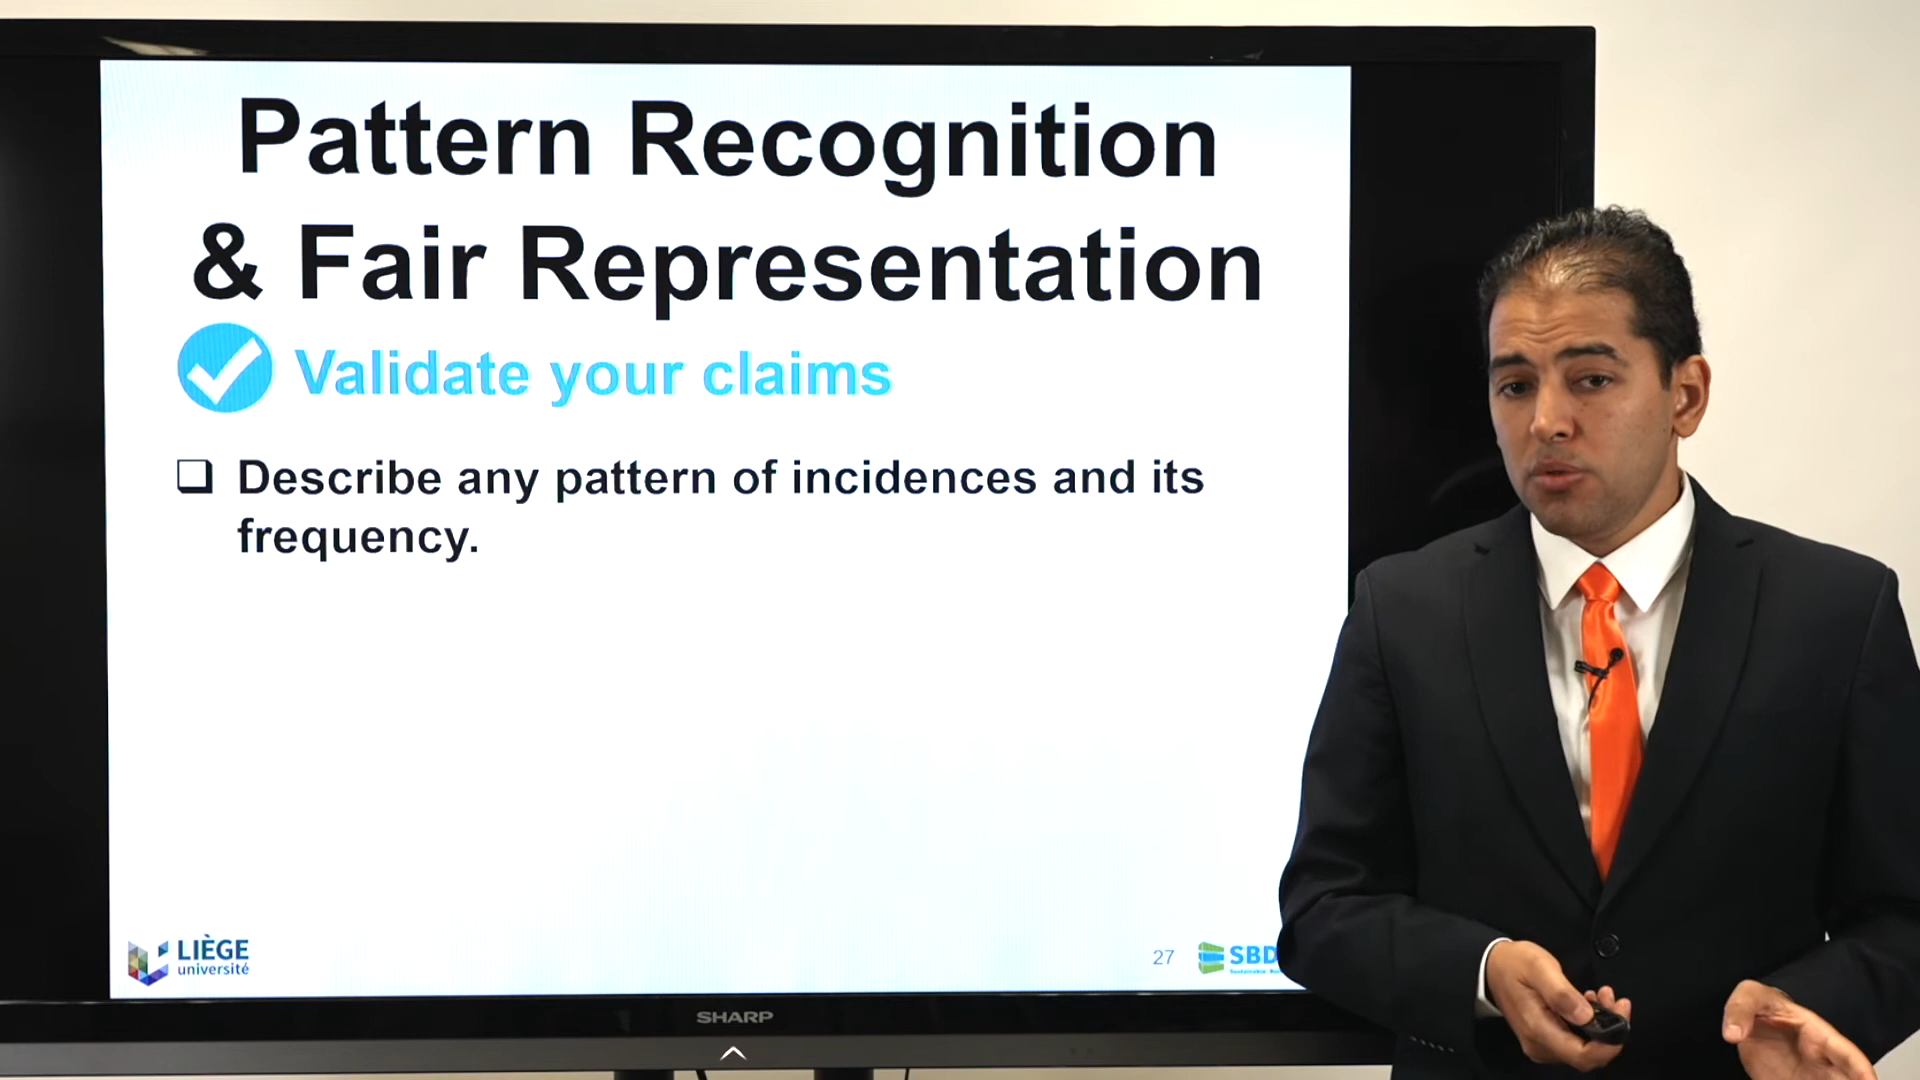 Pattern Recognition
& Fair Representation
Validate your claims
Describe any pattern of incidences and its
frequency.
LIÈGE
université
27
SBD
SHARP